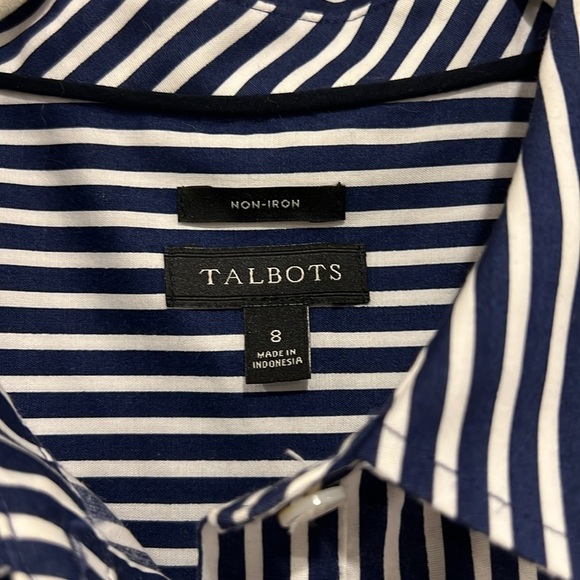 NON-IRON
TALBOTS
8
MADE IN
INDONESIA